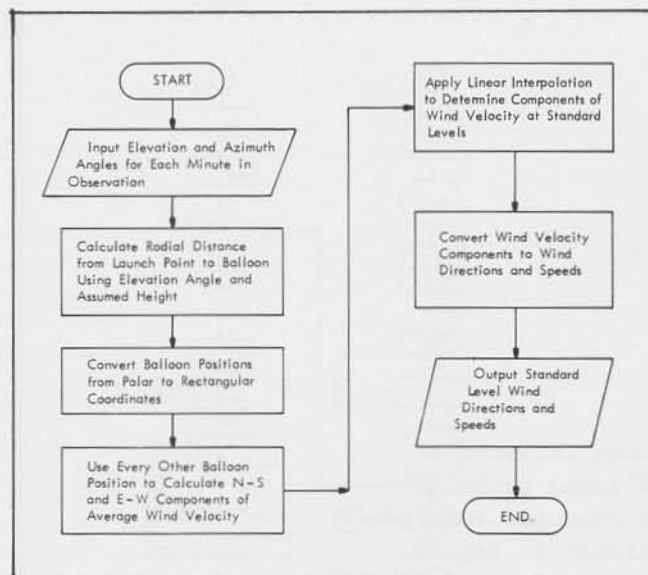 START
Input Elevation and Azimuth
Angles for Each Minute in
Observation
Calculate Radial Distance
from Launch Point to Balloon
Using Elevation Angle and
Assumed Height
Convert Balloon Positions
from Polar to Rectangular
Coordinates
Use Every Other Balloon
Position to Calculate N-S
and E-W Components of
Average Wind Velocity
Apply Linear Interpolation
to Determine Components of
Wind Velocity at Standard
Levels
Convert Wind Velocity
Components to Wind
Directions and Speeds
Output Standard
Level Wind
Directions and
Speeds
END